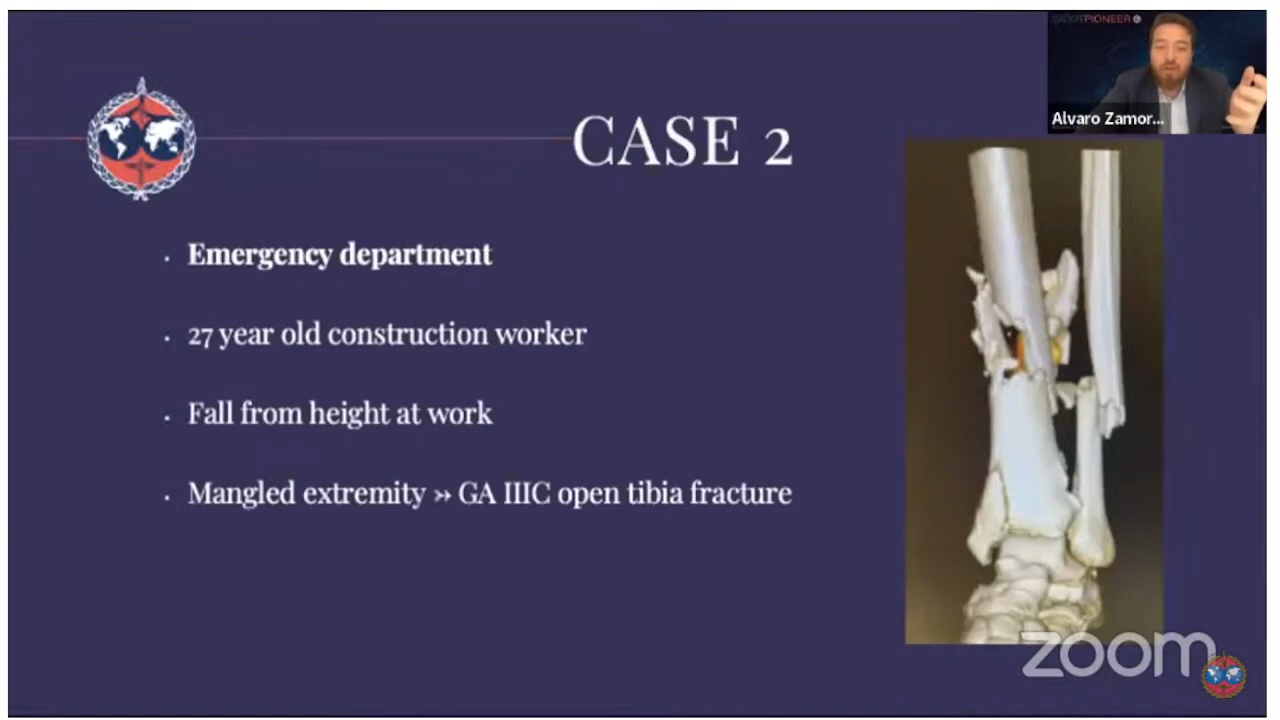 SICOTPIONEER
Alvaro Zamor...
CASE 2
· Emergency department
· 27 year old construction worker
· Fall from height at work
· Mangled extremity ↣ GA IIIC open tibia fracture
zoom